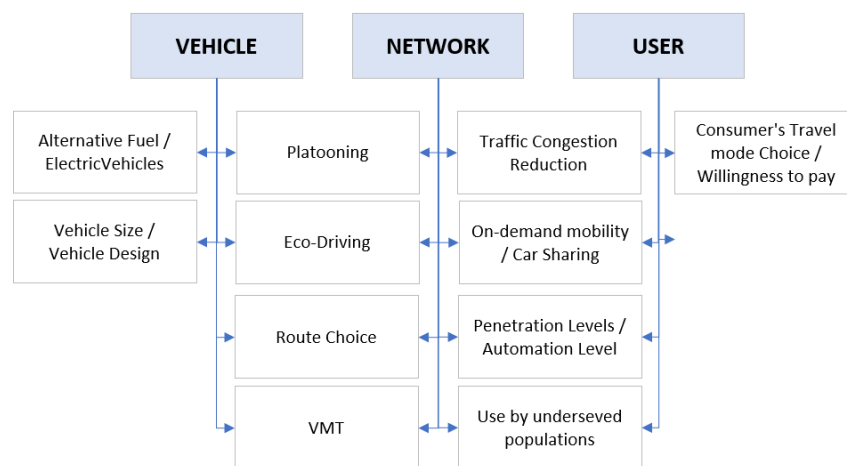 VEHICLE
NETWORK
USER
Alternative Fuel /
ElectricVehicles
Platooning
Traffic Congestion
Reduction
Consumer's Travel
mode Choice /
Willingness to pay
Vehicle Size /
Vehicle Design
Eco-Driving
On-demand mobility
/ Car Sharing
Route Choice
Penetration Levels /
Automation Level
VMT
Use by underseved
populations